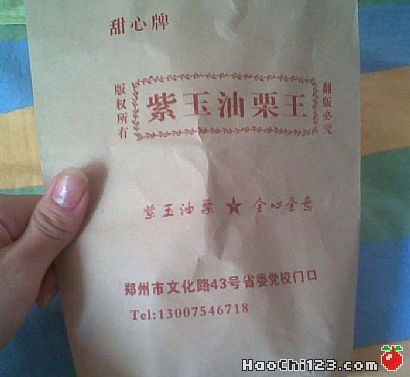 甜心牌
版权所有
紫玉油栗王
翻版必究
紫玉油栗 ★ 全心全意
郑州市文化路43号省委党校门口
Tel:13007546718
HaoChi123.com